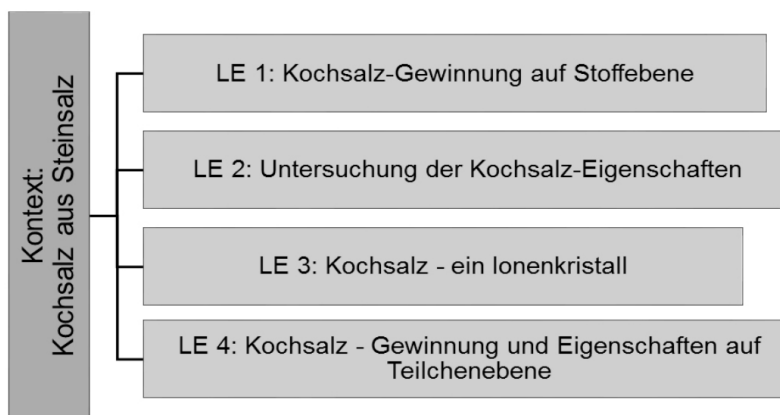 Kontext:
Kochsalz aus Steinsalz
LE 1: Kochsalz-Gewinnung auf Stoffebene
LE 2: Untersuchung der Kochsalz-Eigenschaften
LE 3: Kochsalz - ein Ionenkristall
LE 4: Kochsalz - Gewinnung und Eigenschaften auf
Teilchenebene